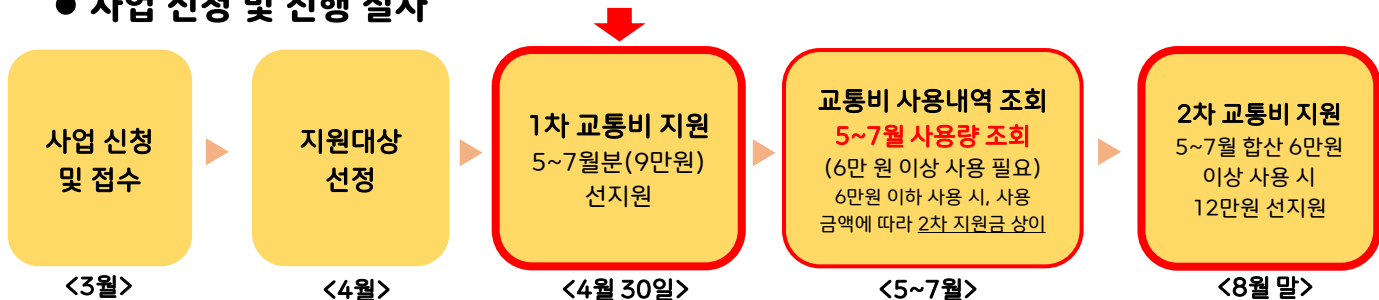 ● 사업 신청 및 진행 절차
사업 신청
및 접수
<3월>
지원대상
선정
<4월>
1차 교통비 지원
5~7월분(9만원)
선지원
<4월 30일>
교통비 사용내역 조회
5~7월 사용량 조회
(6만 원 이상 사용 필요)
6만원 이하 사용 시, 사용
금액에 따라 2차 지원금 상이
<5~7월>
2차 교통비 지원
5~7월 합산 6만원
이상 사용 시
12만원 선지원
<8월 말>